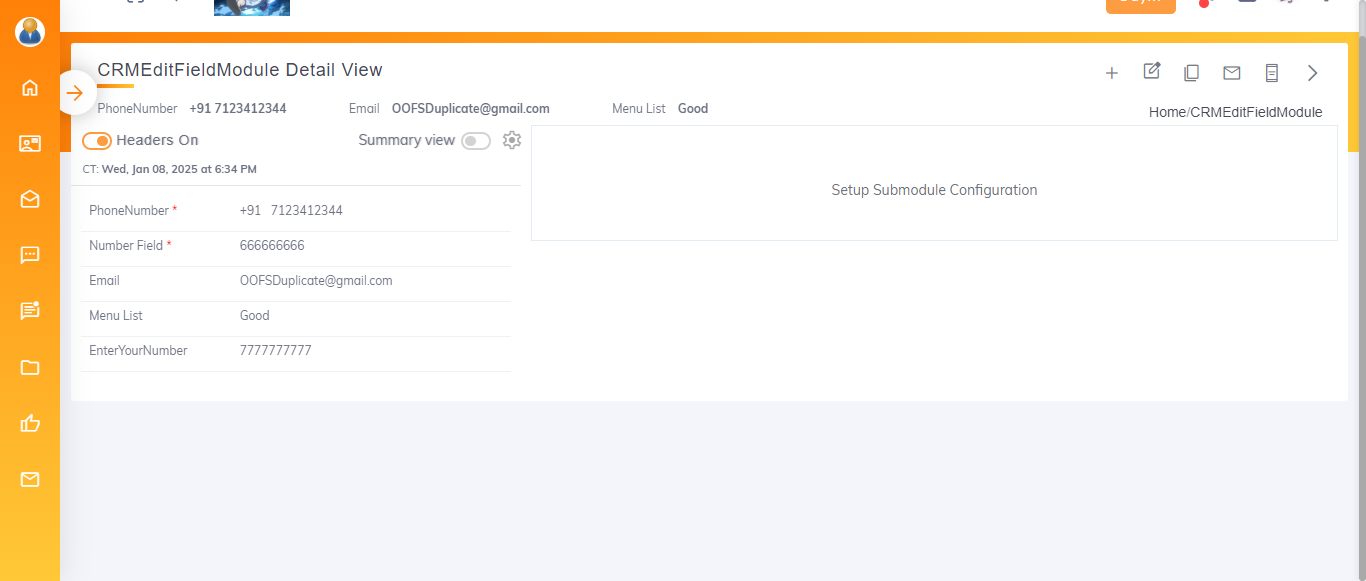 CRMEditFieldModule Detail View
PhoneNumber +91 7123412344 Email OOFSDuplicate@gmail.com Menu List Good
Home/CRMEditFieldModule
Headers On Summary view
CT: Wed, Jan 08, 2025 at 6:34 PM
Setup Submodule Configuration
PhoneNumber * +91 7123412344
Number Field * 666666666
Email OOFSDuplicate@gmail.com
Menu List Good
EnterYourNumber 7777777777